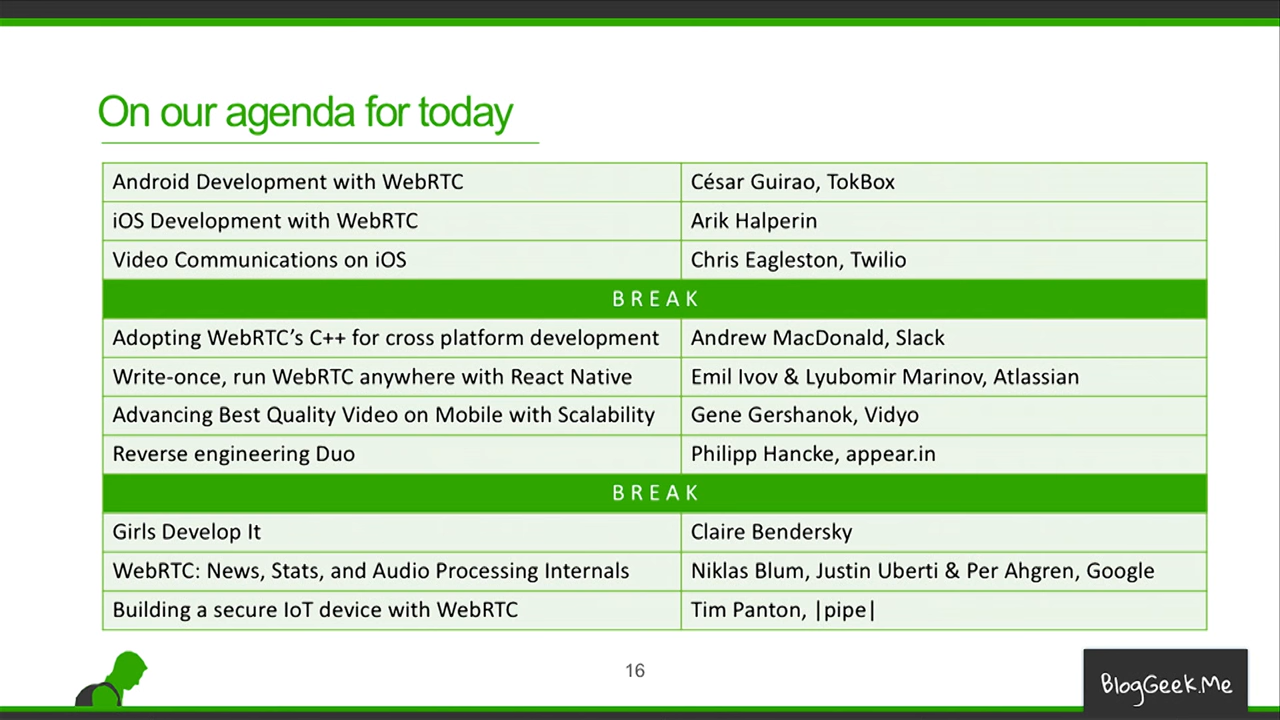 On our agenda for today
Android Development with WebRTC César Guirao, TokBox
iOS Development with WebRTC Arik Halperin
Video Communications on iOS Chris Eagleston, Twilio
BREAK
Adopting WebRTC’s C++ for cross platform development Andrew MacDonald, Slack
Write-once, run WebRTC anywhere with React Native Emil Ivov & Lyubomir Marinov, Atlassian
Advancing Best Quality Video on Mobile with Scalability Gene Gershanok, Vidyo
Reverse engineering Duo Philipp Hancke, appear.in
BREAK
Girls Develop It Claire Bendersky
WebRTC: News, Stats, and Audio Processing Internals Niklas Blum, Justin Uberti & Per Ahgren, Google
Building a secure IoT device with WebRTC Tim Panton, |pipe|
16
BlogGeek.Me